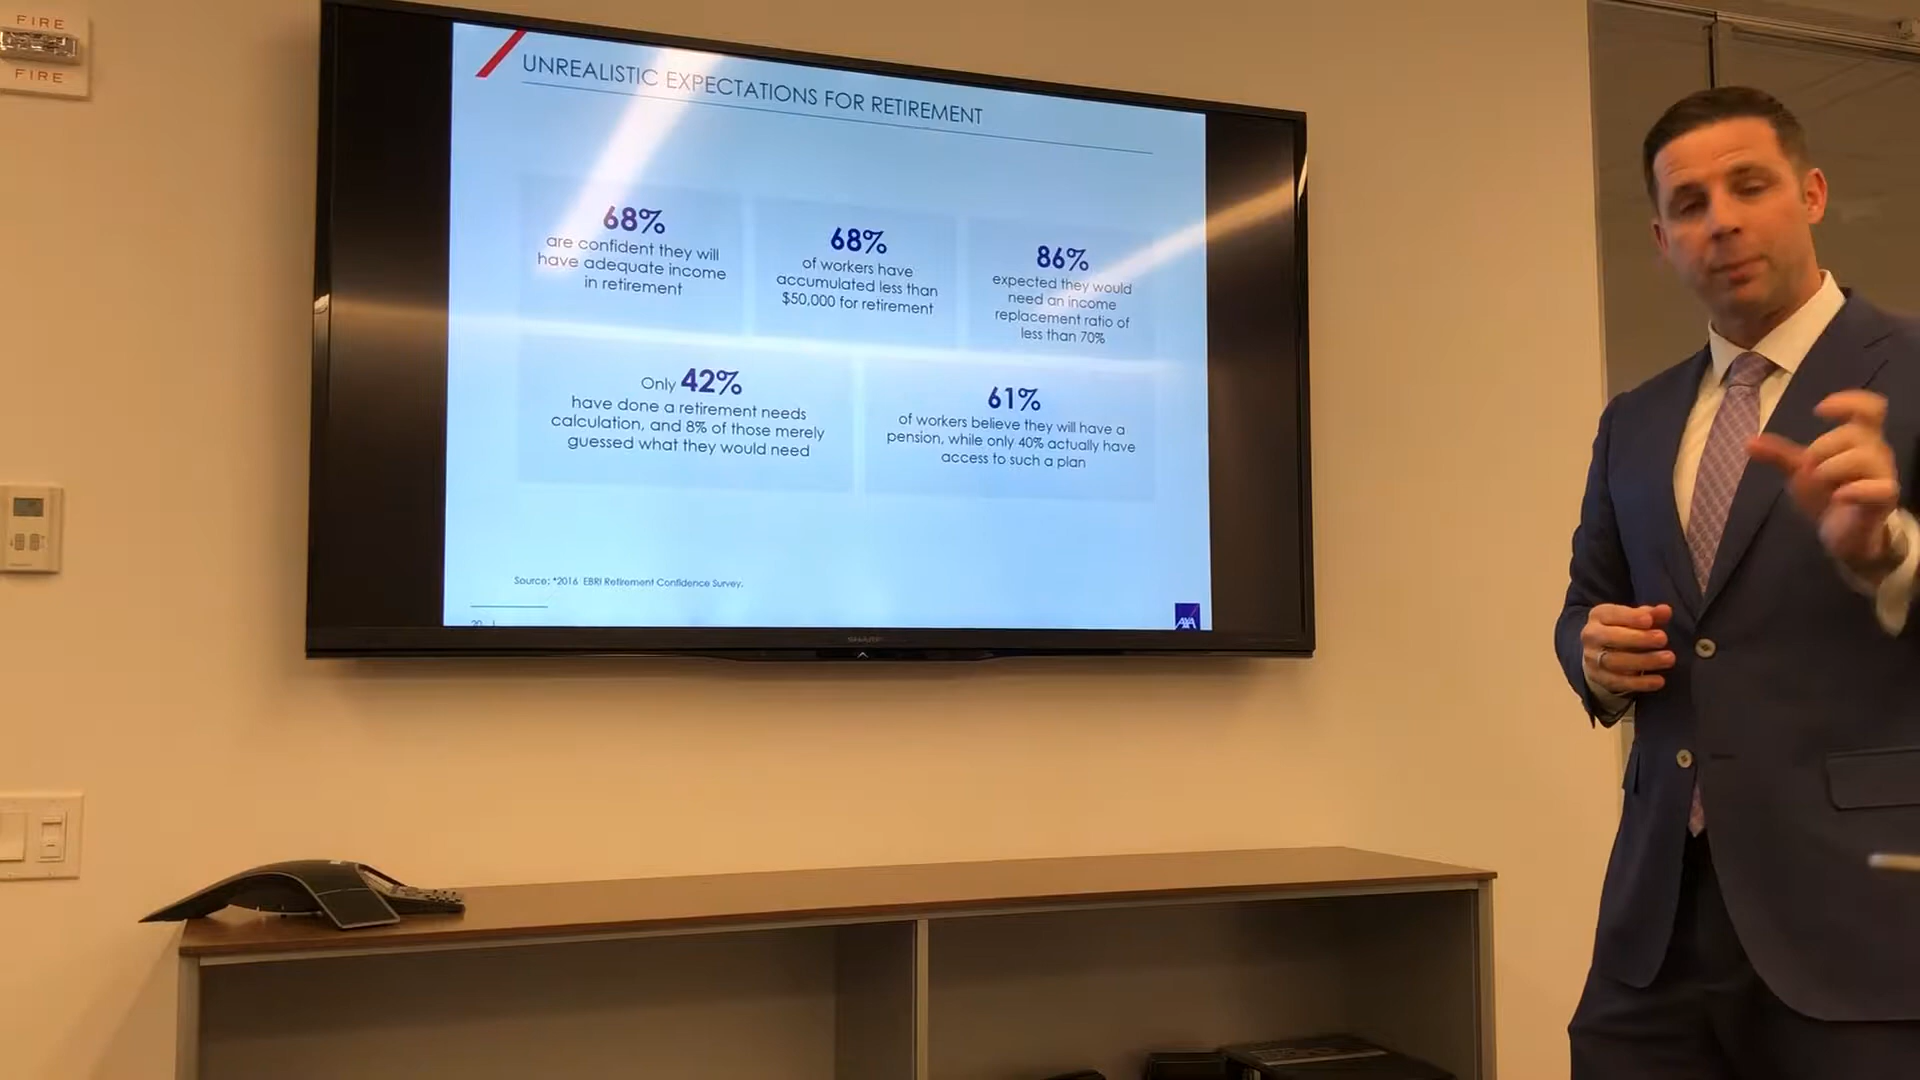 FIRE
FIRE
UNREALISTIC EXPECTATIONS FOR RETIREMENT
68%
are confident they will
have adequate income
in retirement
68%
of workers have
accumulated less than
$50,000 for retirement
86%
expected they would
need an income
replacement ratio of
less than 70%
Only 42%
have done a retirement needs
calculation, and 8% of those merely
guessed what they would need
61%
of workers believe they will have a
pension, while only 40% actually have
access to such a plan
Source: *2016 EBRI Retirement Confidence Survey.
AXA
SHARP